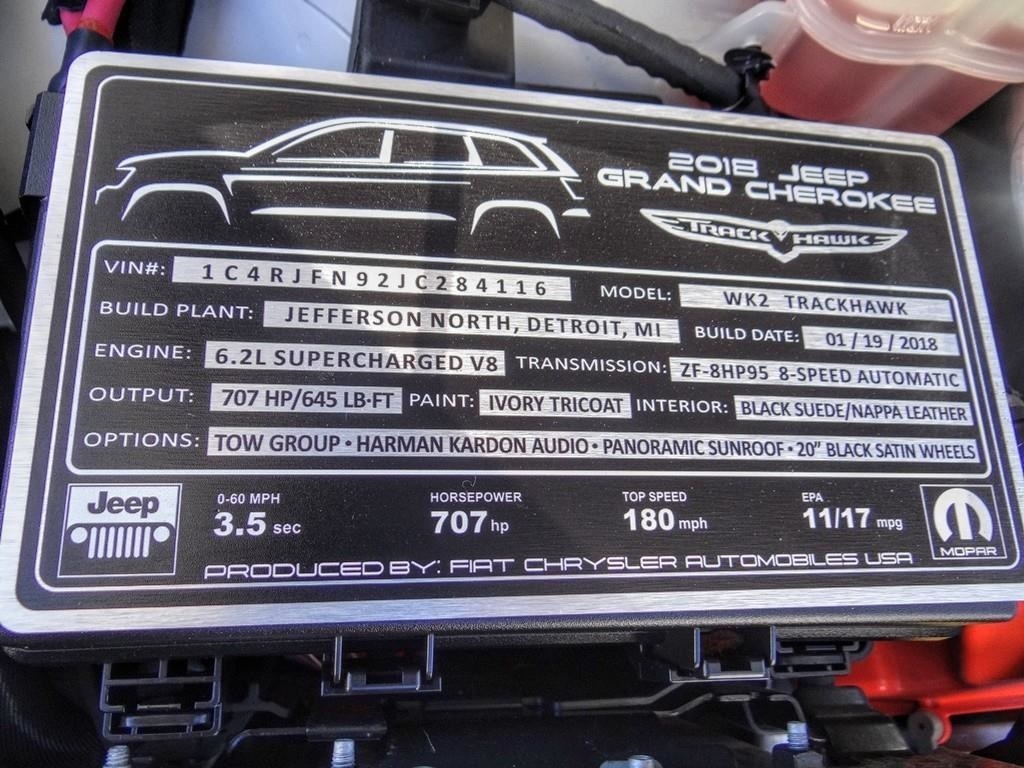 2018 JEEP
GRAND CHEROKEE
TRACKHAWK
VIN#: 1C4RJFN92JC284116 MODEL: WK2 TRACKHAWK
BUILD PLANT: JEFFERSON NORTH, DETROIT, MI BUILD DATE: 01/19/2018
ENGINE: 6.2L SUPERCHARGED V8 TRANSMISSION: ZF-8HP95 8-SPEED AUTOMATIC
OUTPUT: 707 HP/645 LB-FT PAINT: IVORY TRICOAT INTERIOR: BLACK SUEDE/NAPPA LEATHER
OPTIONS: TOW GROUP • HARMAN KARDON AUDIO • PANORAMIC SUNROOF • 20" BLACK SATIN WHEELS
Jeep
0-60 MPH HORSEPOWER TOP SPEED EPA
3.5 sec 707 hp 180 mph 11/17 mpg
MOPAR
PRODUCED BY: FIAT CHRYSLER AUTOMOBILES USA